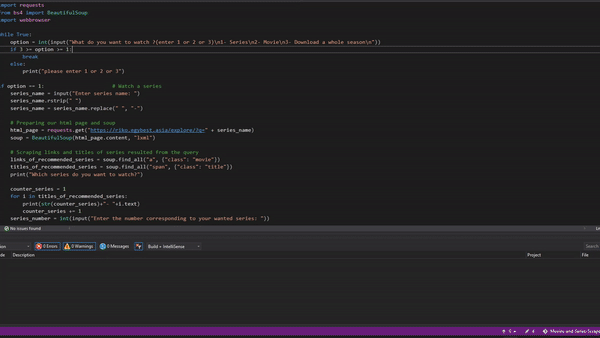 mport requests
rom bs4 import BeautifulSoup
mport webbrowser
hile True:
option = int(input("What do you want to watch ?(enter 1 or 2 or 3)\n1- Series\n2- Movie\n3- Download a whole season\n"))
if 3 >= option >= 1:
break
else:
print("please enter 1 or 2 or 3")
f option == 1: # Watch a series
series_name = input("Enter series name: ")
series_name.rstrip(" ")
series_name = series_name.replace(" ", "-")
# Preparing our html page and soup
html_page = requests.get("https://riko.egybest.asia/explore/?q=" + series_name)
soup = BeautifulSoup(html_page.content, "lxml")
# Scraping links and titles of series resulted from the query
links_of_recommended_series = soup.find_all("a", {"class": "movie"})
titles_of_recommended_series = soup.find_all("span", {"class": "title"})
print("Which series do you want to watch?")
counter_series = 1
for i in titles_of_recommended_series:
print(str(counter_series)+"- "+i.text)
counter_series += 1
series_number = int(input("Enter the number corresponding to your wanted series: "))
No issues found Ln
ion 0 Errors 0 Warnings 0 Messages Build + IntelliSense Search
de Description Project File
Movies-and-Series-Scrape